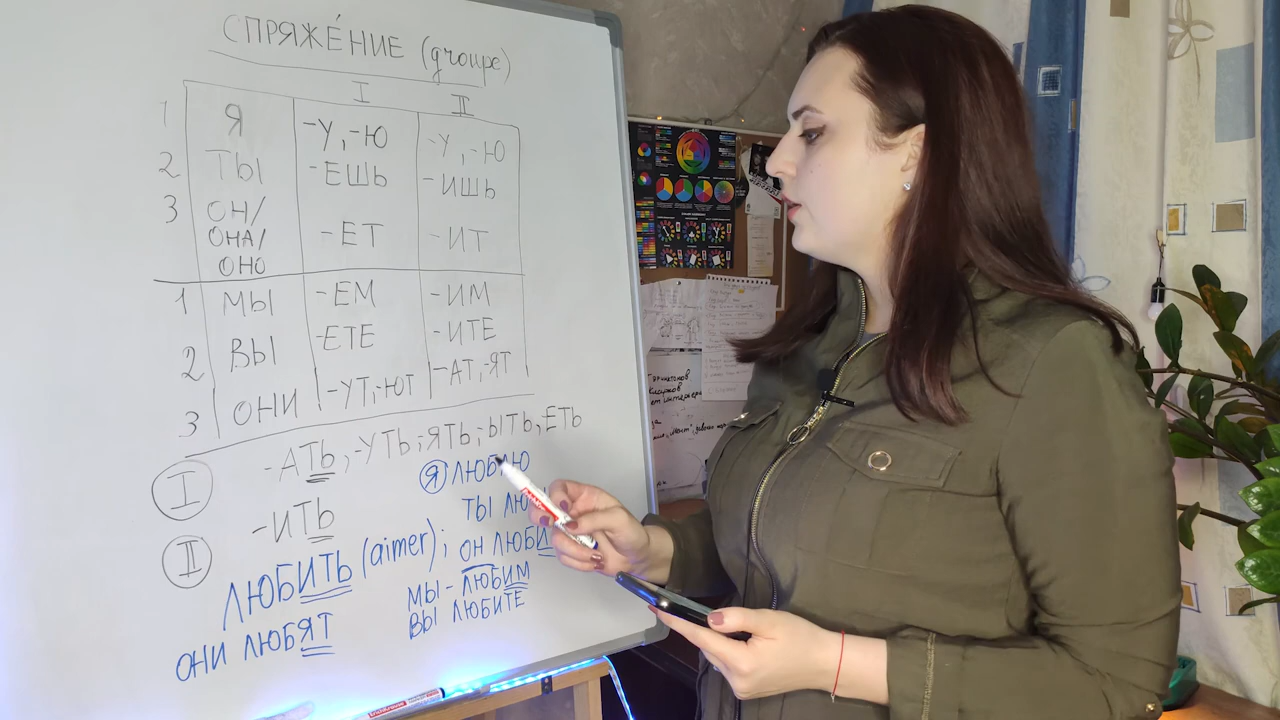 СПРЯЖЕ́НИЕ (groupe)
I II
1 Я -У, -Ю -У, -Ю
2 ТЫ -ЕШЬ -ИШЬ
3 ОН/
ОНА/ -ЕТ -ИТ
ОНО
1 МЫ -ЕМ -ИМ
2 ВЫ -ЕТЕ -ИТЕ
3 ОНИ -УТ, -ЮТ -АТ, -ЯТ
I -АТЬ, -УТЬ, -ЯТЬ, -ЫТЬ, ЕТЬ
II -ИТЬ
ЛЮБИТЬ (aimer);
Я ЛЮБЛЮ
ТЫ
ОН
МЫ - ЛЮБИМ
ВЫ ЛЮБИТЕ
ОНИ ЛЮБЯТ